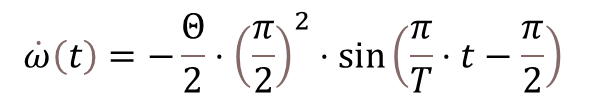 ω̇(t) = −Θ/2 · (π/2)² · sin(π/T · t − π/2)